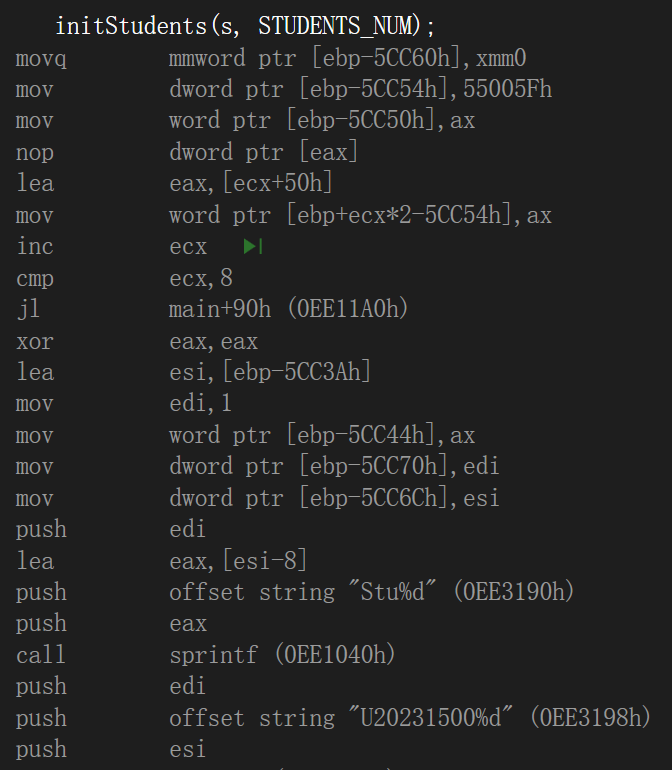 initStudents(s, STUDENTS_NUM);
movq mmword ptr [ebp-5CC60h],xmm0
mov dword ptr [ebp-5CC54h],55005Fh
mov word ptr [ebp-5CC50h],ax
nop dword ptr [eax]
lea eax,[ecx+50h]
mov word ptr [ebp+ecx*2-5CC54h],ax
inc ecx
cmp ecx,8
jl main+90h (0EE11A0h)
xor eax,eax
lea esi,[ebp-5CC3Ah]
mov edi,1
mov word ptr [ebp-5CC44h],ax
mov dword ptr [ebp-5CC70h],edi
mov dword ptr [ebp-5CC6Ch],esi
push edi
lea eax,[esi-8]
push offset string "Stu%d" (0EE3190h)
push eax
call sprintf (0EE1040h)
push edi
push offset string "U20231500%d" (0EE3198h)
push esi